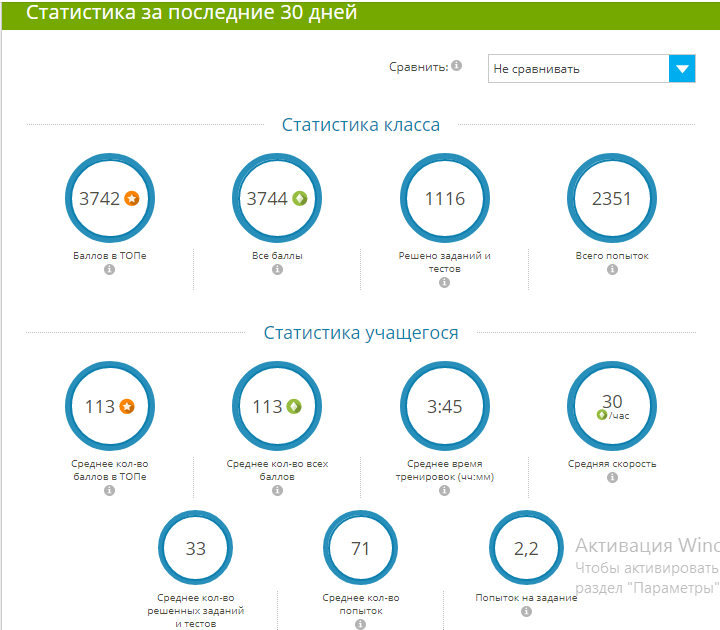 Статистика за последние 30 дней
Сравнить:
Не сравнивать
Статистика класса
3742
3744
1116
2351
Баллов в ТОПе
Все баллы
Решено заданий и
тестов
Всего попыток
Статистика учащегося
113
113
3:45
30
/час
Среднее кол-во
баллов в ТОПе
Среднее кол-во всех
баллов
Среднее время
тренировок (чч:мм)
Средняя скорость
33
71
2,2
Среднее кол-во
решенных заданий
и тестов
Среднее кол-во
попыток
Попыток на задание
Активация Winc
Чтобы активировать
раздел "Параметры"